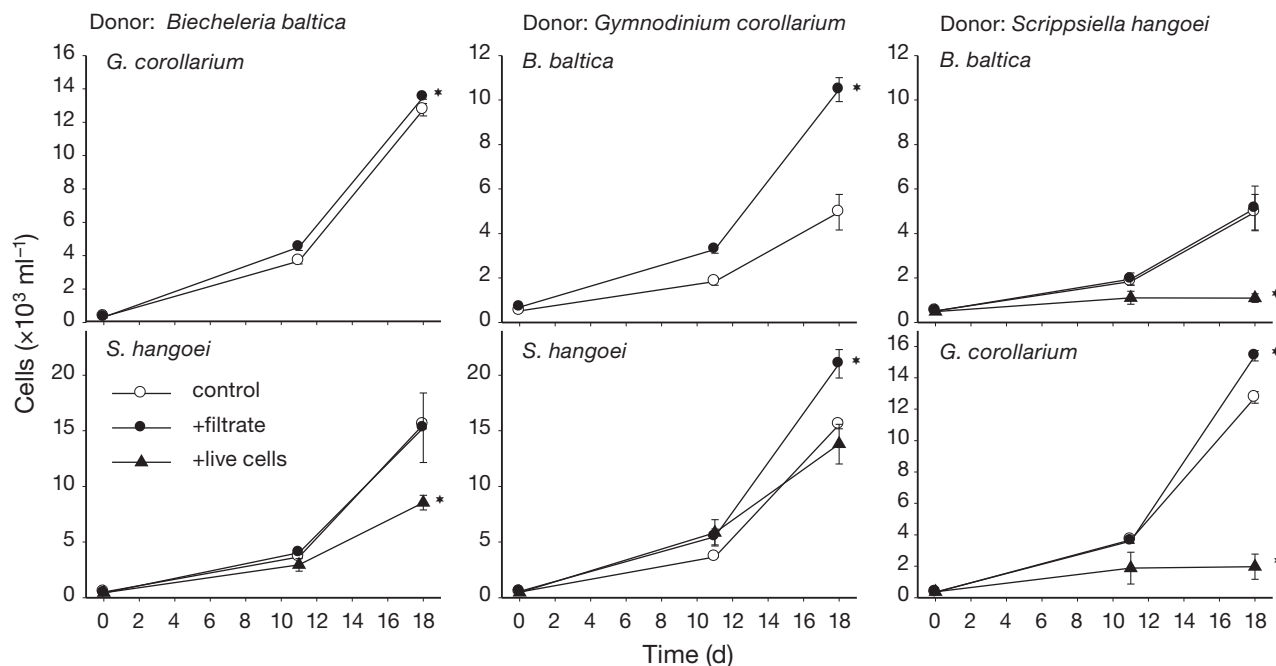 Donor: Biecheleria baltica
Donor: Gymnodinium corollarium
Donor: Scrippsiella hangoei
G. corollarium
16
14
12
10
8
6
4
2
0
B. baltica
12
10
8
6
4
2
0
B. baltica
12
10
8
6
4
2
0
Cells (×10³ ml⁻¹)
S. hangoei
control
+filtrate
+live cells
20
15
10
5
0
0 2 4 6 8 10 12 14 16 18
S. hangoei
20
15
10
5
0
0 2 4 6 8 10 12 14 16 18
G. corollarium
16
14
12
10
8
6
4
2
0
0 2 4 6 8 10 12 14 16 18
Time (d)